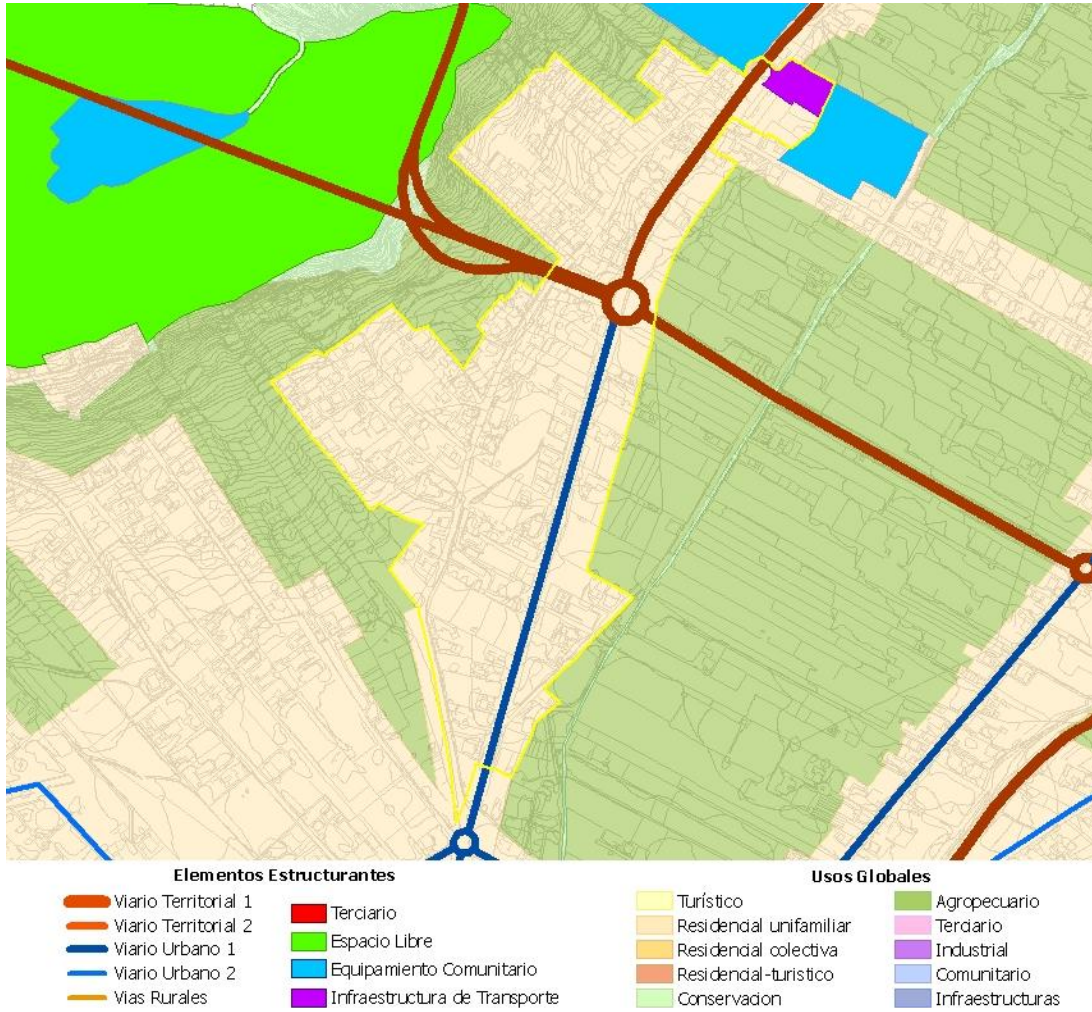 Elementos Estructurantes
Viario Territorial 1
Viario Territorial 2
Viario Urbano 1
Viario Urbano 2
Vias Rurales
Terciario
Espacio Libre
Equipamiento Comunitario
Infraestructura de Transporte
Usos Globales
Turístico
Residencial unifamiliar
Residencial colectiva
Residencial-turistico
Conservacion
Agropecuario
Terciario
Industrial
Comunitario
Infraestructuras